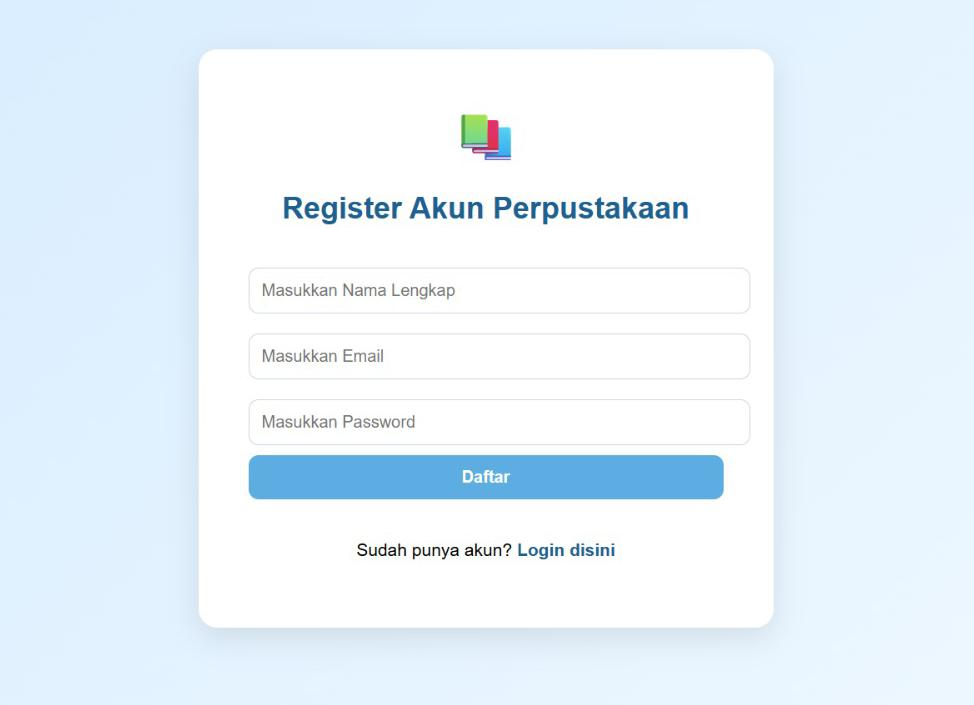 Register Akun Perpustakaan
Masukkan Nama Lengkap
Masukkan Email
Masukkan Password
Daftar
Sudah punya akun? Login disini